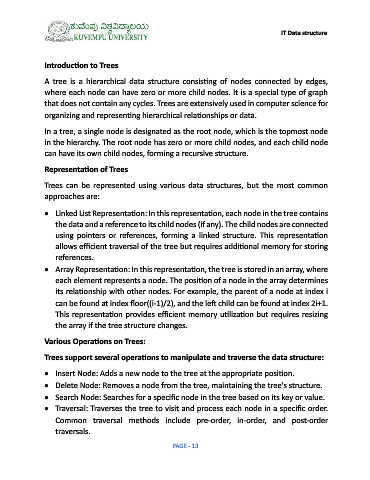 ಕುವೆಂಪು ವಿಶ್ವವಿದ್ಯಾಲಯ
KUVEMPU UNIVERSITY
IT Data structure
Introduction to Trees
A tree is a hierarchical data structure consisting of nodes connected by edges,
where each node can have zero or more child nodes. It is a special type of graph
that does not contain any cycles. Trees are extensively used in computer science for
organizing and representing hierarchical relationships or data.
In a tree, a single node is designated as the root node, which is the topmost node
in the hierarchy. The root node has zero or more child nodes, and each child node
can have its own child nodes, forming a recursive structure.
Representation of Trees
Trees can be represented using various data structures, but the most common
approaches are:
• Linked List Representation: In this representation, each node in the tree contains
the data and a reference to its child nodes (if any). The child nodes are connected
using pointers or references, forming a linked structure. This representation
allows efficient traversal of the tree but requires additional memory for storing
references.
• Array Representation: In this representation, the tree is stored in an array, where
each element represents a node. The position of a node in the array determines
its relationship with other nodes. For example, the parent of a node at index i
can be found at index floor((i-1)/2), and the left child can be found at index 2i+1.
This representation provides efficient memory utilization but requires resizing
the array if the tree structure changes.
Various Operations on Trees:
Trees support several operations to manipulate and traverse the data structure:
• Insert Node: Adds a new node to the tree at the appropriate position.
• Delete Node: Removes a node from the tree, maintaining the tree's structure.
• Search Node: Searches for a specific node in the tree based on its key or value.
• Traversal: Traverses the tree to visit and process each node in a specific order.
Common traversal methods include pre-order, in-order, and post-order
traversals.
PAGE - 13